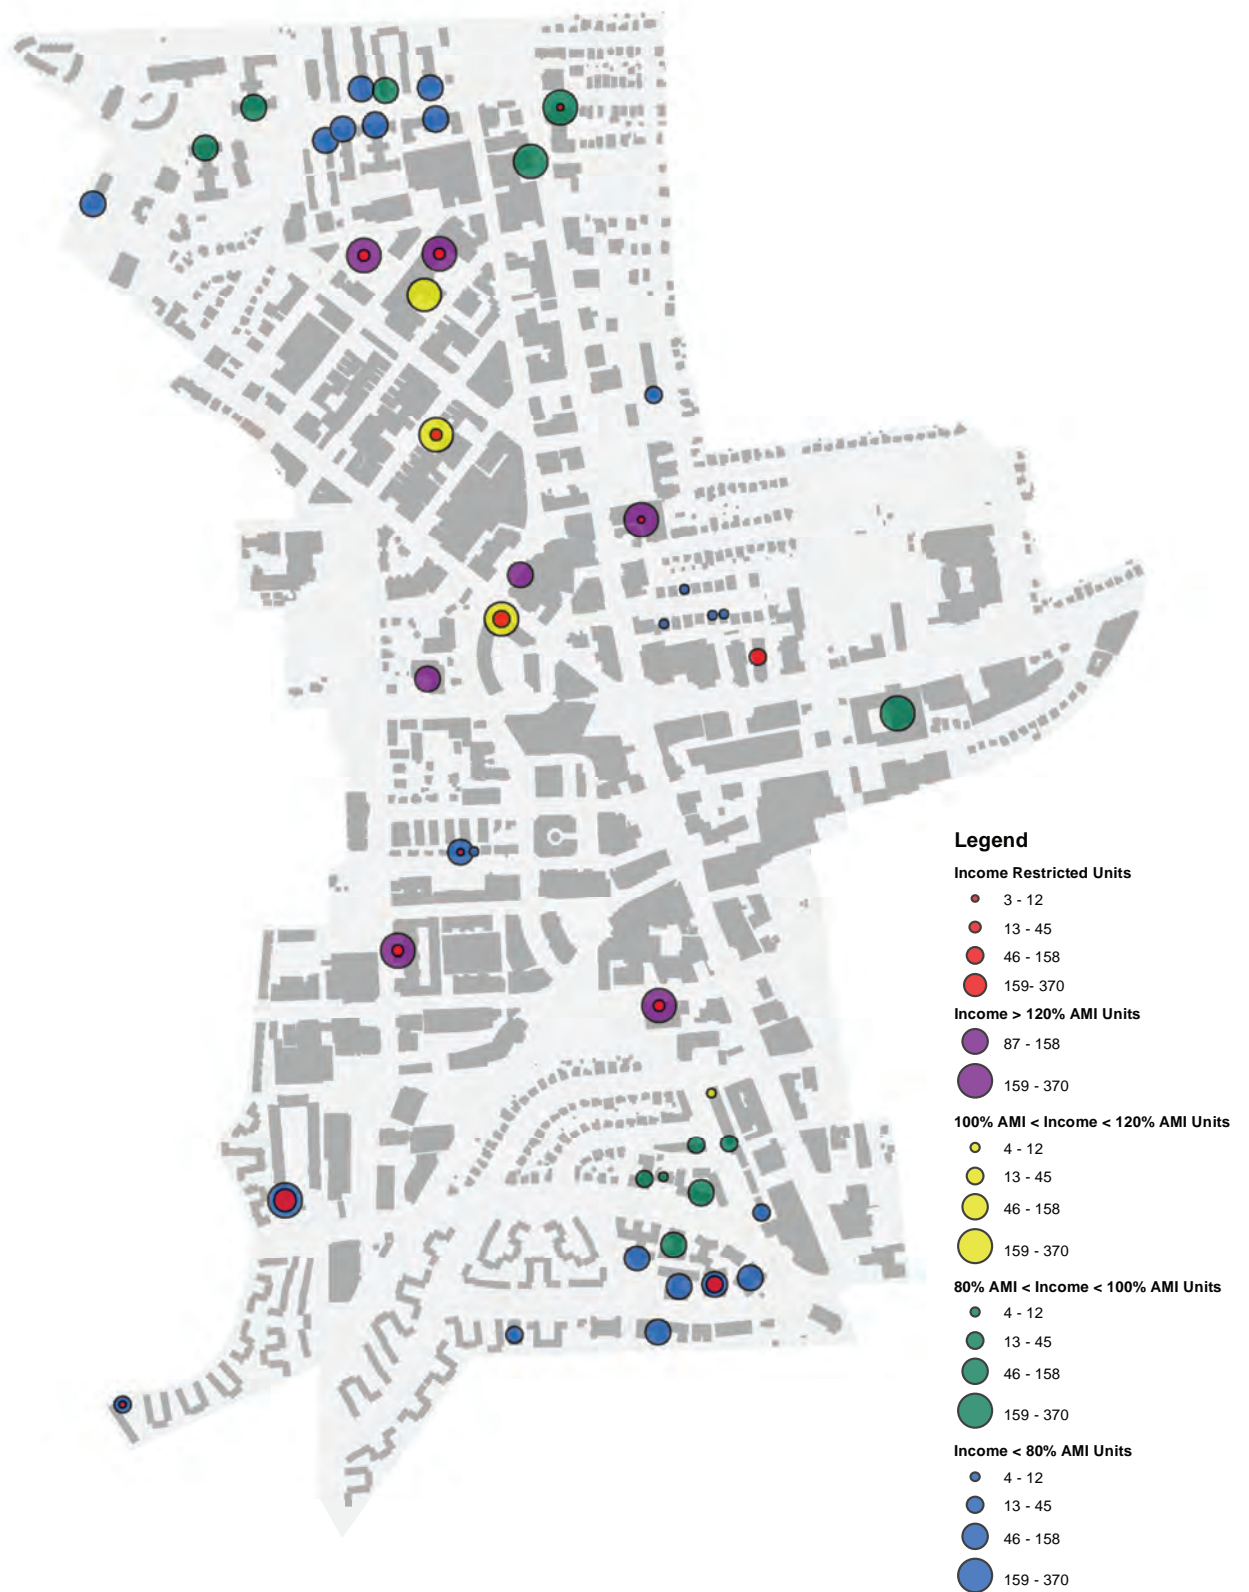 Legend
Income Restricted Units
3 - 12
13 - 45
46 - 158
159- 370
Income > 120% AMI Units
87 - 158
159 - 370
100% AMI < Income < 120% AMI Units
4 - 12
13 - 45
46 - 158
159 - 370
80% AMI < Income < 100% AMI Units
4 - 12
13 - 45
46 - 158
159 - 370
Income < 80% AMI Units
4 - 12
13 - 45
46 - 158
159 - 370